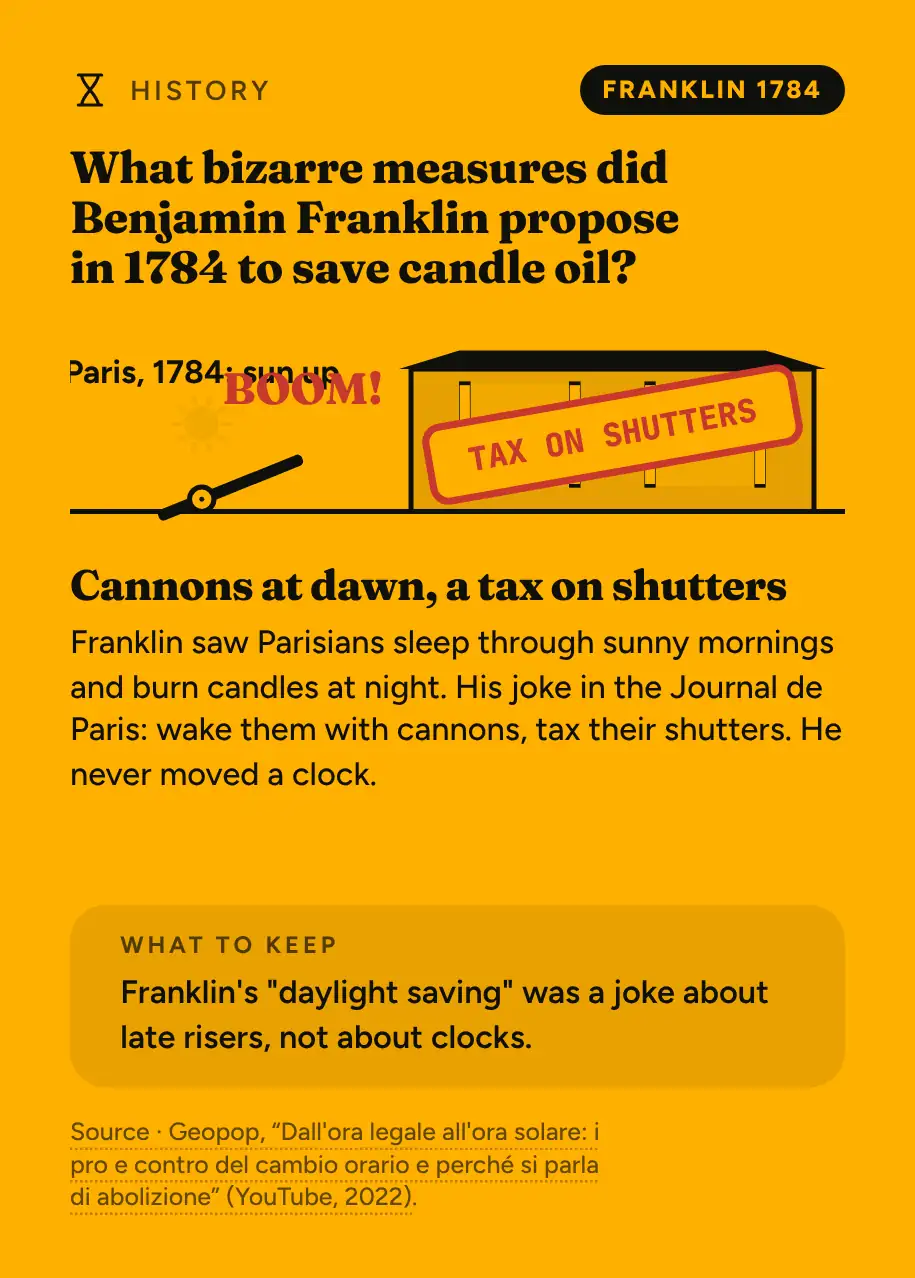 HISTORY
FRANKLIN 1784
What bizarre measures did
Benjamin Franklin propose
in 1784 to save candle oil?
Paris, 1784: sun up
BOOM!
TAX ON SHUTTERS
Cannons at dawn, a tax on shutters
Franklin saw Parisians sleep through sunny mornings
and burn candles at night. His joke in the Journal de
Paris: wake them with cannons, tax their shutters. He
never moved a clock.
WHAT TO KEEP
Franklin's "daylight saving" was a joke about
late risers, not about clocks.
Source · Geopop, “Dall'ora legale all'ora solare: i
pro e contro del cambio orario e perché si parla
di abolizione” (YouTube, 2022).